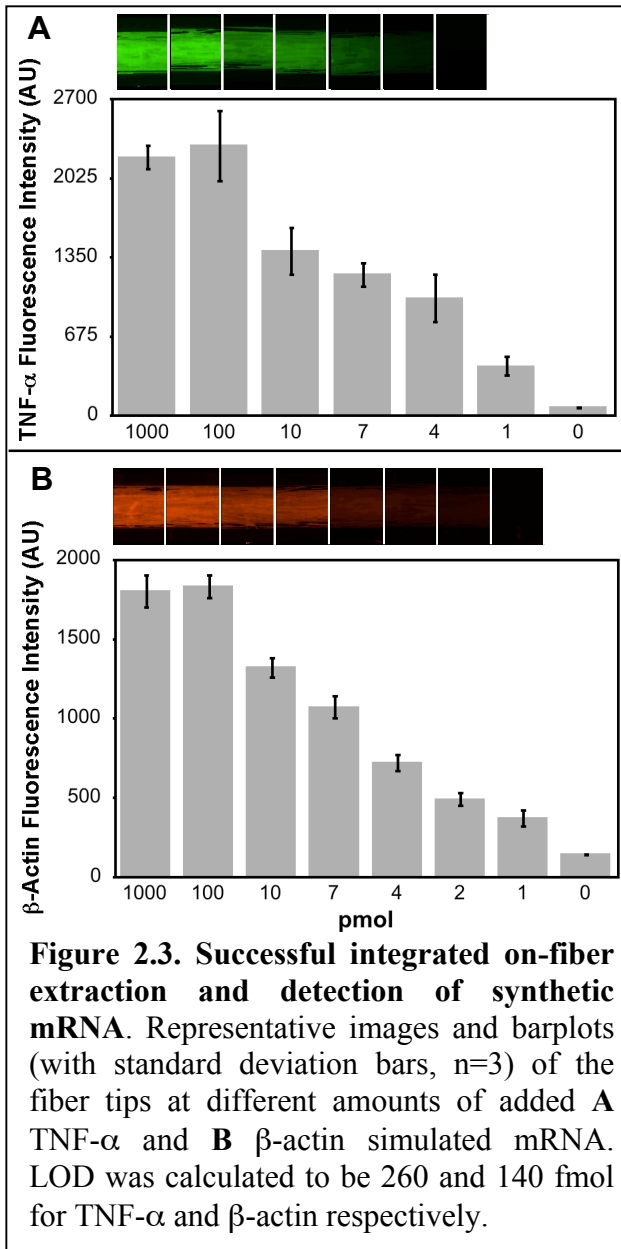 A
TNF-α Fluorescence Intensity (AU)
2700
2025
1350
675
0
1000 100 10 7 4 1 0
B
β-Actin Fluorescence Intensity (AU)
2000
1500
1000
500
0
1000 100 10 7 4 2 1 0
pmol
Figure 2.3. Successful integrated on-fiber
extraction and detection of synthetic
mRNA. Representative images and barplots
(with standard deviation bars, n=3) of the
fiber tips at different amounts of added A
TNF-α and B β-actin simulated mRNA.
LOD was calculated to be 260 and 140 fmol
for TNF-α and β-actin respectively.